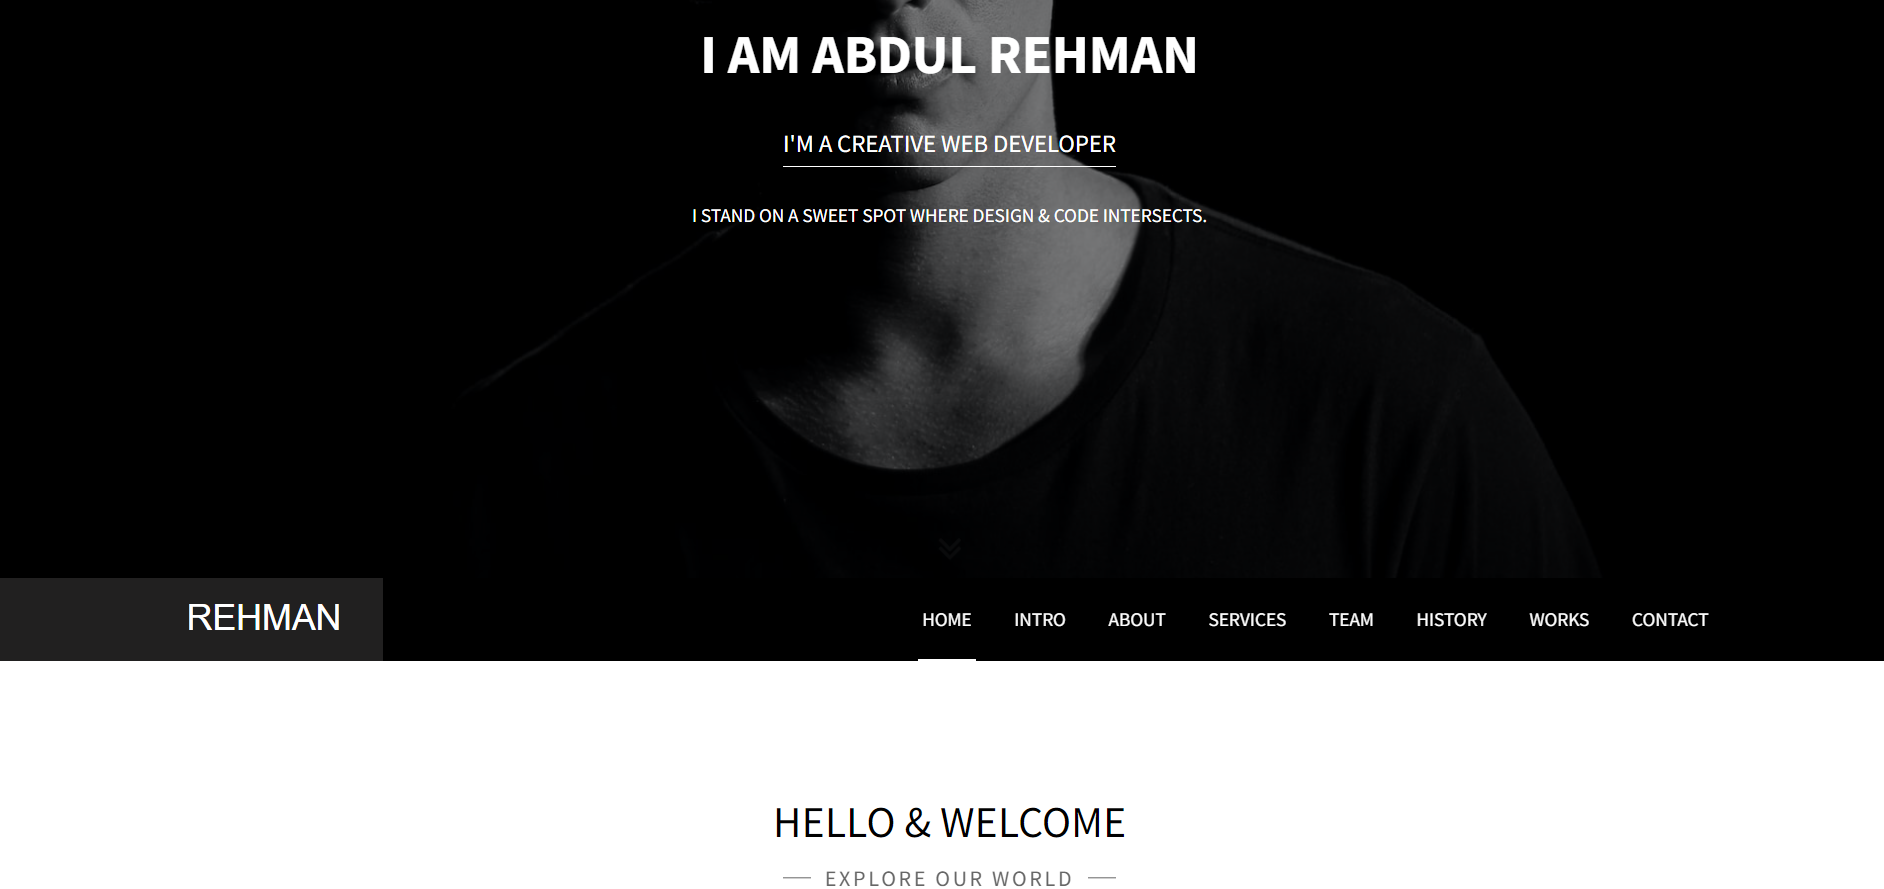 I AM ABDUL REHMAN
I'M A CREATIVE WEB DEVELOPER
I STAND ON A SWEET SPOT WHERE DESIGN & CODE INTERSECTS.
REHMAN HOME INTRO ABOUT SERVICES TEAM HISTORY WORKS CONTACT
HELLO & WELCOME
EXPLORE OUR WORLD